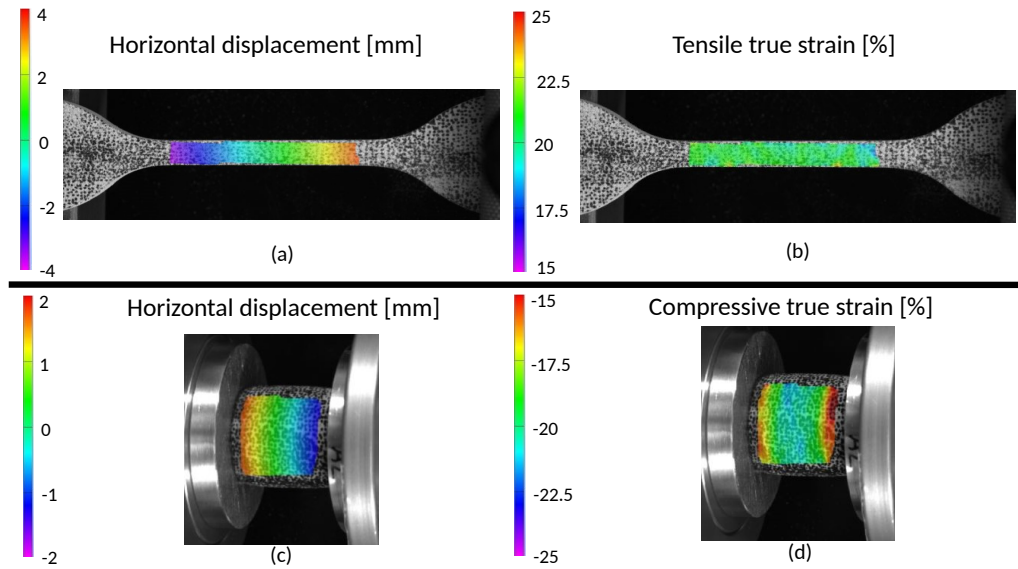 Horizontal displacement [mm]
4
2
0
-2
-4
(a)
Tensile true strain [%]
25
22.5
20
17.5
15
(b)
Horizontal displacement [mm]
2
1
0
-1
-2
(c)
Compressive true strain [%]
-15
-17.5
-20
-22.5
-25
(d)